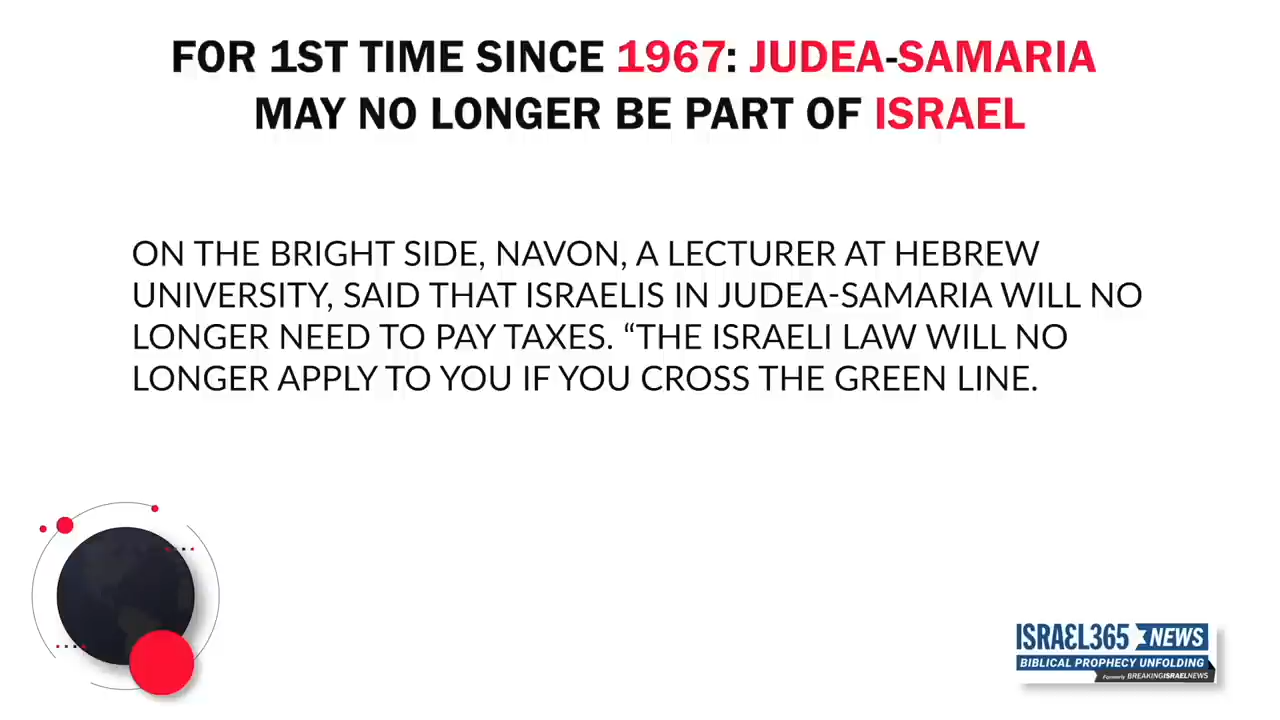 FOR 1ST TIME SINCE 1967: JUDEA-SAMARIA
MAY NO LONGER BE PART OF ISRAEL
ON THE BRIGHT SIDE, NAVON, A LECTURER AT HEBREW
UNIVERSITY, SAID THAT ISRAELIS IN JUDEA-SAMARIA WILL NO
LONGER NEED TO PAY TAXES. “THE ISRAELI LAW WILL NO
LONGER APPLY TO YOU IF YOU CROSS THE GREEN LINE.
ISRAEL365 NEWS
BIBLICAL PROPHECY UNFOLDING
Formerly BREAKINGISRAELNEWS